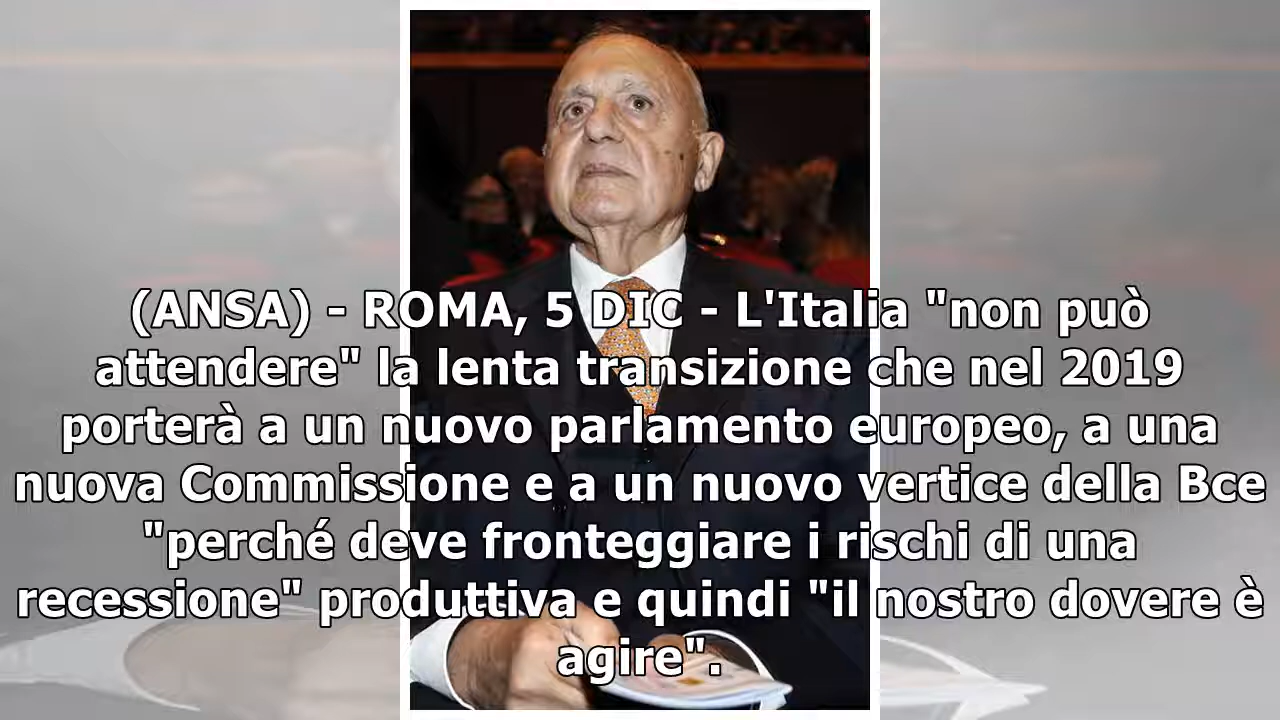 (ANSA) - ROMA, 5 DIC - L'Italia "non può
attendere" la lenta transizione che nel 2019
porterà a un nuovo parlamento europeo, a una
nuova Commissione e a un nuovo vertice della Bce
"perché deve fronteggiare i rischi di una
recessione" produttiva e quindi "il nostro dovere è
agire".